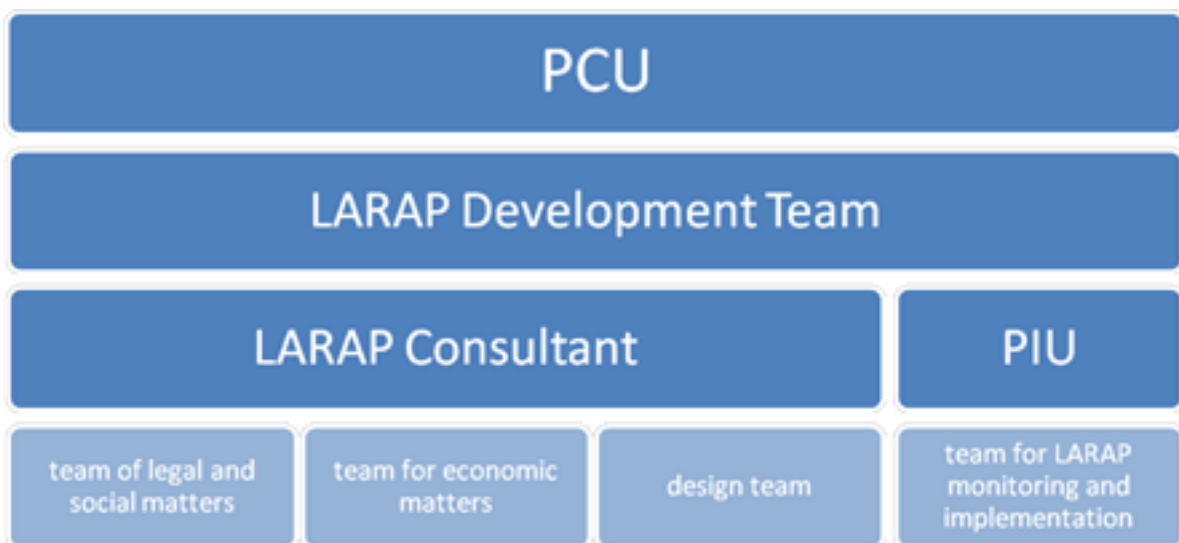 PCU
LARAP Development Team
LARAP Consultant
PIU
team of legal and
social matters
team for economic
matters
design team
team for LARAP
monitoring and
implementation